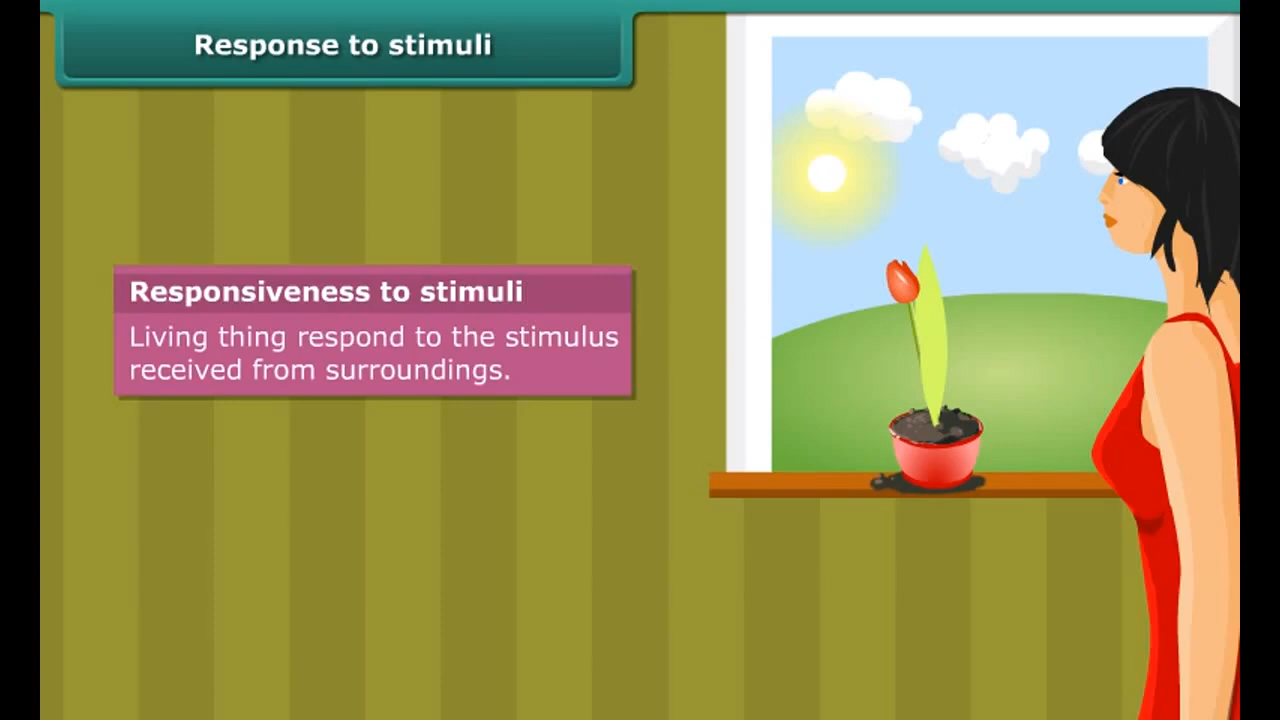 Response to stimuli
Responsiveness to stimuli
Living thing respond to the stimulus
received from surroundings.